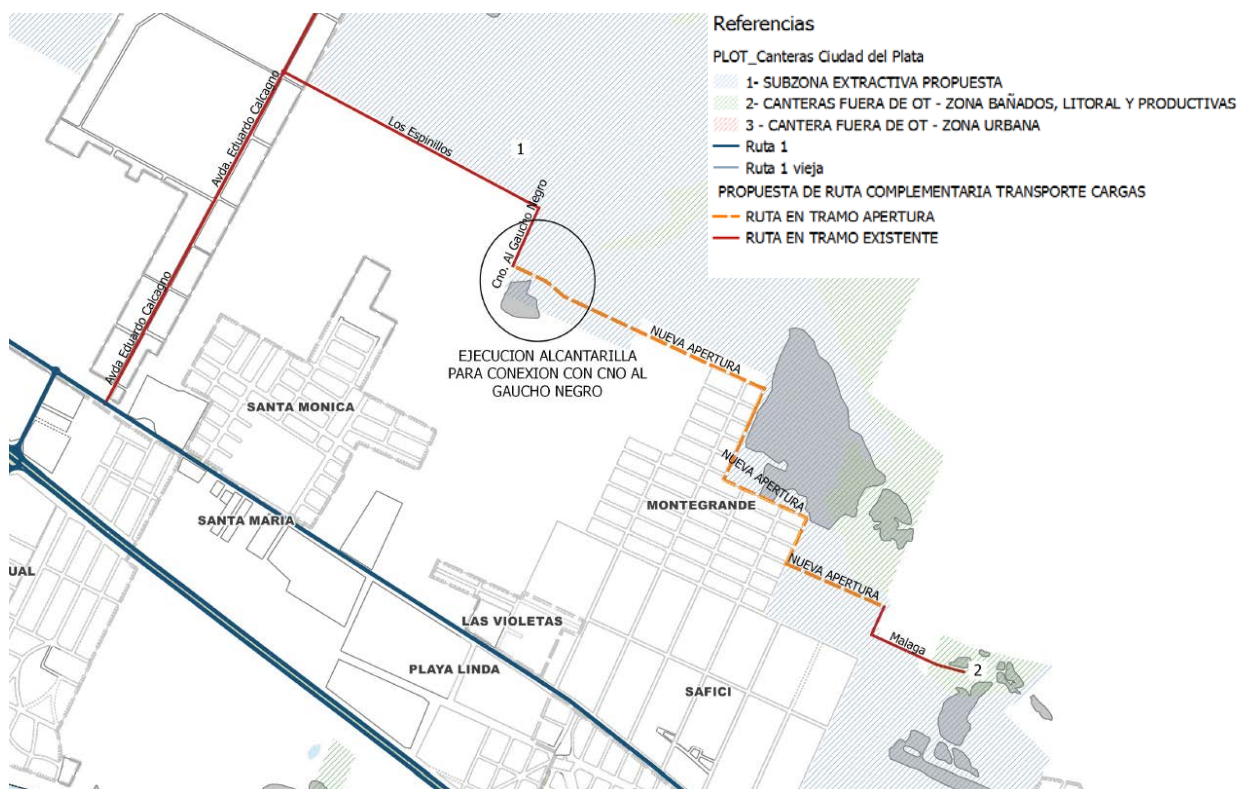 Referencias
PLOT_Canteras Ciudad del Plata
1- SUBZONA EXTRACTIVA PROPUESTA
2- CANTERAS FUERA DE OT - ZONA BAÑADOS, LITORAL Y PRODUCTIVAS
3 - CANTERA FUERA DE OT - ZONA URBANA
Ruta 1
Ruta 1 vieja
PROPUESTA DE RUTA COMPLEMENTARIA TRANSPORTE CARGAS
RUTA EN TRAMO APERTURA
RUTA EN TRAMO EXISTENTE
Avda. Eduardo Calcagno
Los Espinillos
1
Cno. Al Gaucho Negro
Avda Eduardo Calcagno
EJECUCION ALCANTARILLA
PARA CONEXION CON CNO AL
GAUCHO NEGRO
NUEVA APERTURA
SANTA MONICA
NUEVA APERTURA
MONTEGRANDE
SANTA MARIA
NUEVA APERTURA
UAL
LAS VIOLETAS
Malaga
2
PLAYA LINDA
SAFICI